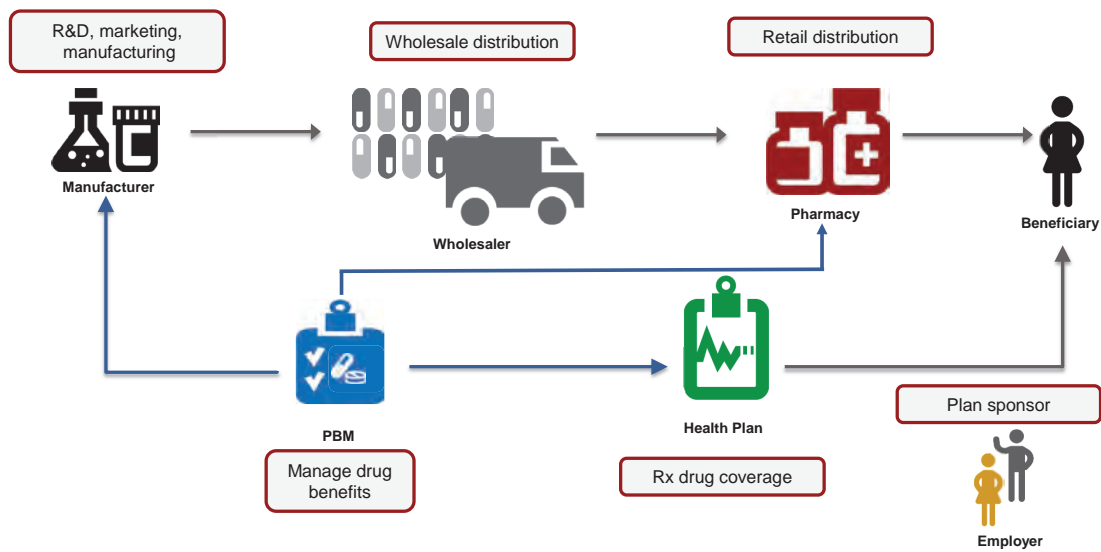 R&D, marketing,
manufacturing
Wholesale distribution
Retail distribution
Manufacturer
Wholesaler
Pharmacy
Beneficiary
PBM
Manage drug
benefits
Health Plan
Rx drug coverage
Plan sponsor
Employer